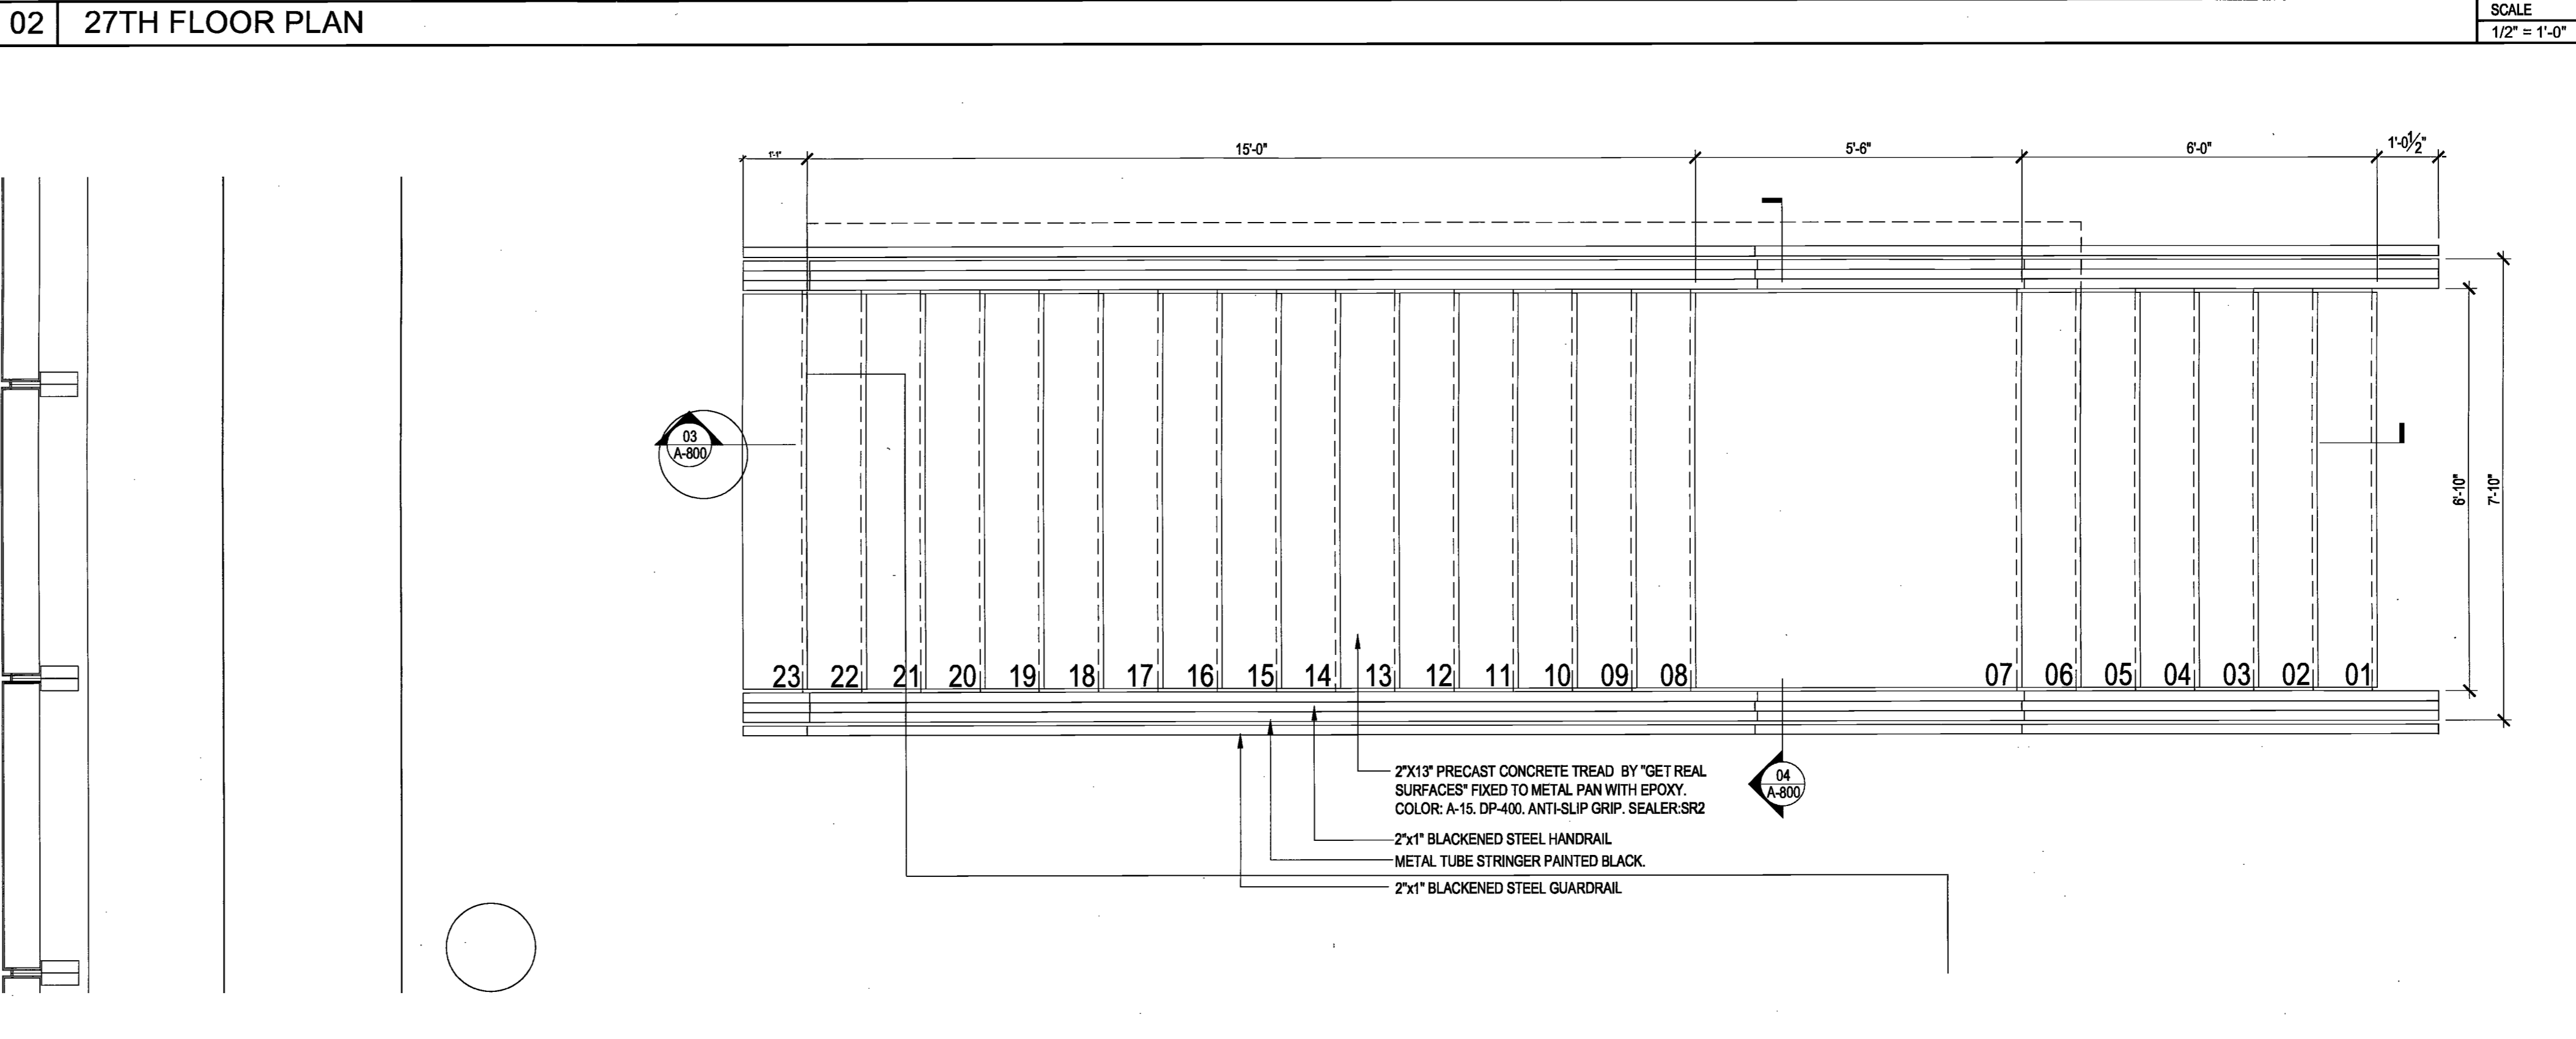 02 27TH FLOOR PLAN
SCALE
1/2" = 1'-0"
1'-1" 15'-0" 5'-6" 6'-0" 1'-0½"
03
A-800
6'-10"
7'-10"
23 22 21 20 19 18 17 16 15 14 13 12 11 10 09 08 07 06 05 04 03 02 01
2"X13" PRECAST CONCRETE TREAD BY "GET REAL
SURFACES" FIXED TO METAL PAN WITH EPOXY.
COLOR: A-15. DP-400. ANTI-SLIP GRIP. SEALER:SR2
04
A-800
2"x1" BLACKENED STEEL HANDRAIL
METAL TUBE STRINGER PAINTED BLACK.
2"x1" BLACKENED STEEL GUARDRAIL